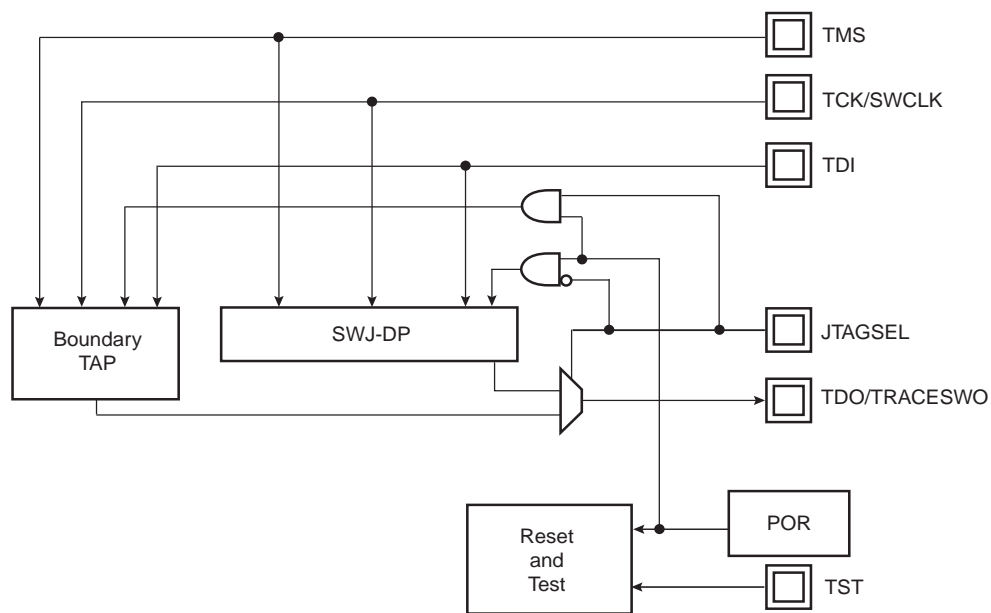 TMS
TCK/SWCLK
TDI
Boundary
TAP
SWJ-DP
JTAGSEL
TDO/TRACESWO
Reset
and
Test
POR
TST